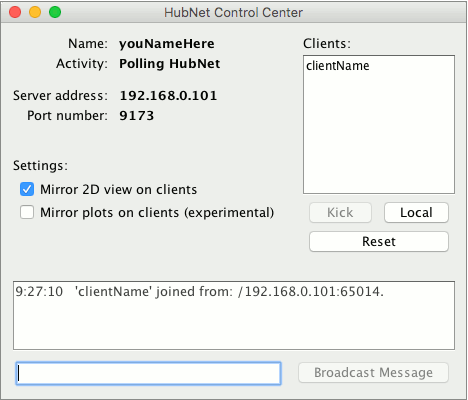 HubNet Control Center
Name: youNameHere
Activity: Polling HubNet
Server address: 192.168.0.101
Port number: 9173
Clients:
clientName
Settings:
Mirror 2D view on clients
Mirror plots on clients (experimental)
Kick
Local
Reset
9:27:10 'clientName' joined from: /192.168.0.101:65014.
Broadcast Message